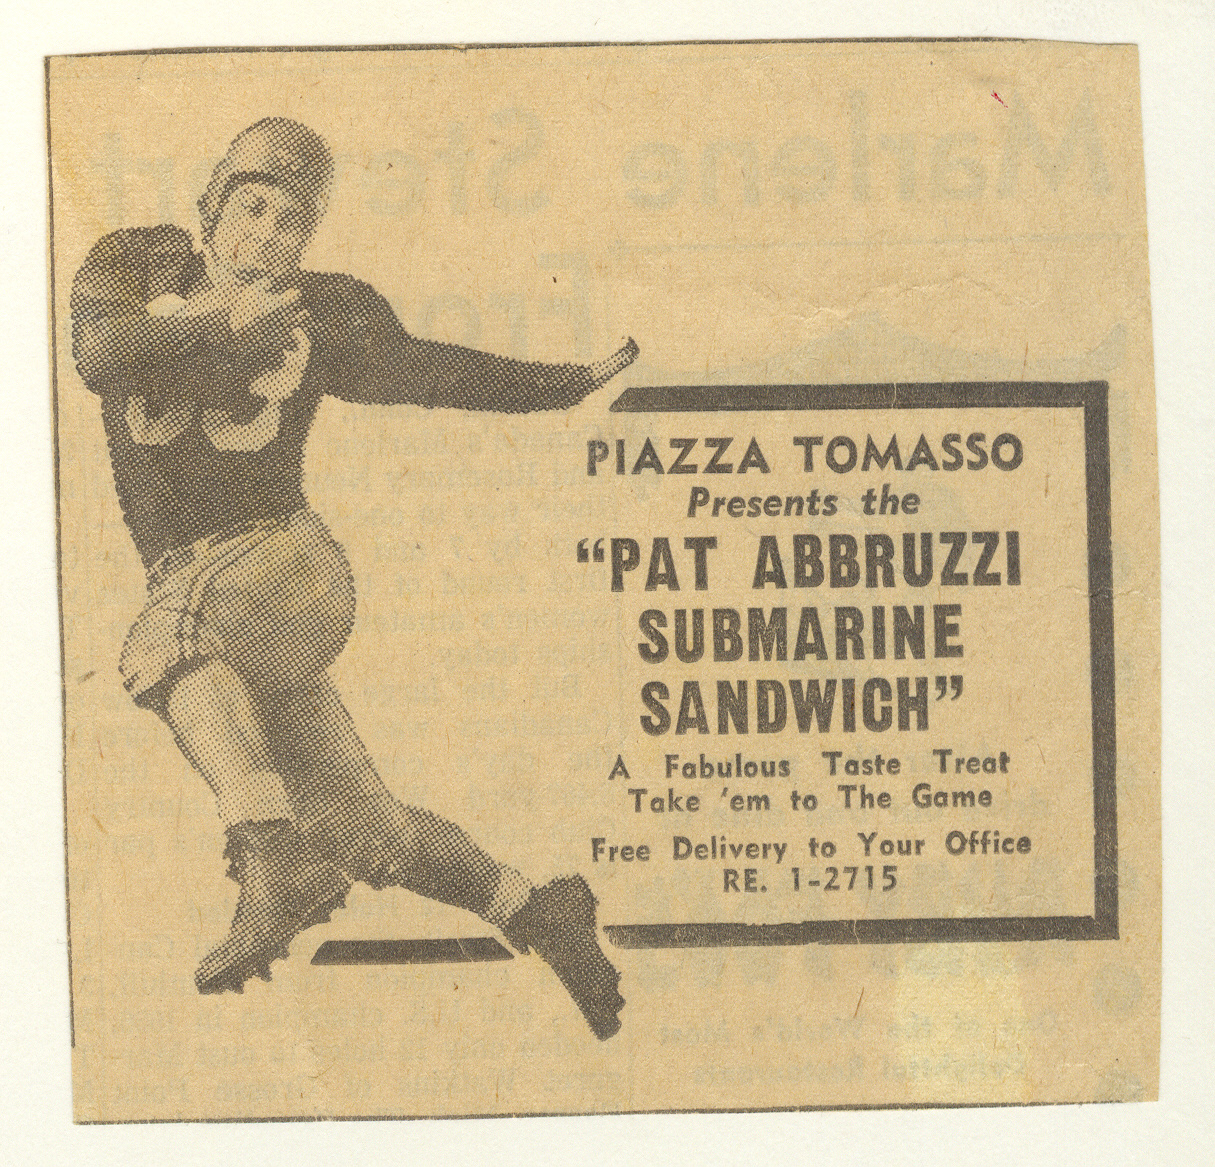 PIAZZA TOMASSO
Presents the
"PAT ABBRUZZI
SUBMARINE
SANDWICH"
A Fabulous Taste Treat
Take 'em to The Game
Free Delivery to Your Office
RE. 1-2715
33